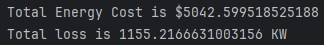 Total Energy Cost is $5042.599518525188
Total loss is 1155.2166631003156 KW